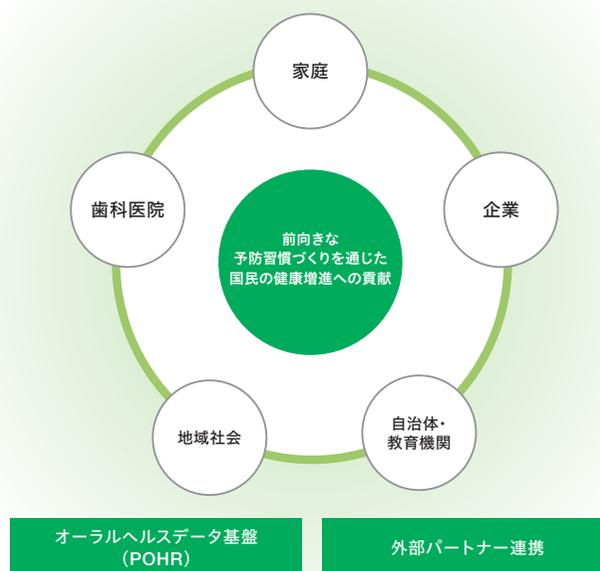 家庭
歯科医院
企業
前向きな
予防習慣づくりを通じた
国民の健康増進への貢献
地域社会
自治体・
教育機関
オーラルヘルスデータ基盤
（POHR）
外部パートナー連携